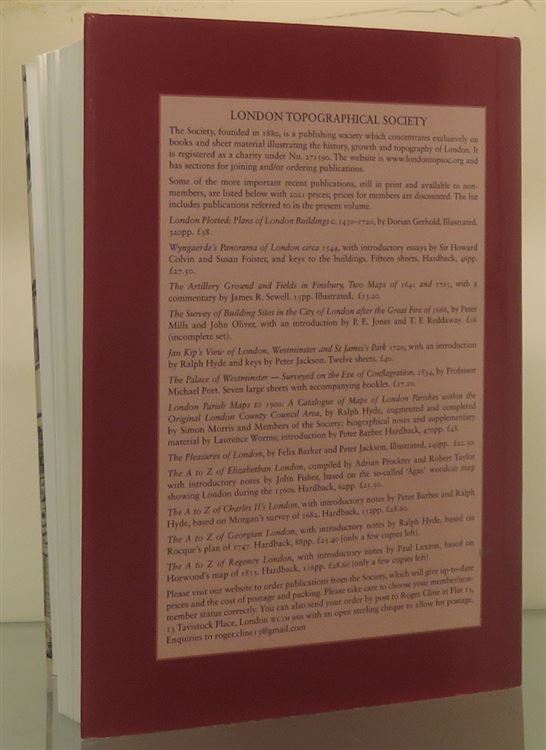 LONDON TOPOGRAPHICAL SOCIETY
The Society, founded in 1880, is a publishing society which concentrates exclusively on
books and sheet material illustrating the history, growth and topography of London. It
is registered as a charity under No. 271590. The website is www.londontopsoc.org and
has sections for joining and/or ordering publications.
Some of the more important recent publications, still in print and available to non-
members, are listed below with 2021 prices; prices for members are discounted. The list
includes publications referred to in the present volume.
London Plotted: Plans of London Buildings c. 1450–1720, by Dorian Gerhold, Illustrated,
320pp. £38.
Wyngaerde's Panorama of London circa 1544, with introductory essays by Sir Howard
Colvin and Susan Foister, and keys to the buildings. Fifteen sheets. Hardback, 46pp.
£27.50.
The Artillery Ground and Fields in Finsbury, Two Maps of 1641 and 1705, with a
commentary by James R. Sewell. 15pp. Illustrated, £13.20.
The Survey of Building Sites in the City of London after the Great Fire of 1666, by Peter
Mills and John Oliver, with an introduction by P. E. Jones and T. F. Reddaway. £16
(incomplete set).
Jan Kip's View of London, Westminster and St James's Park 1720, with an introduction
by Ralph Hyde and keys by Peter Jackson. Twelve sheets. £40.
The Palace of Westminster — Surveyed on the Eve of Conflagration, 1834, by Professor
Michael Port. Seven large sheets with accompanying booklet. £17.20.
London Parish Maps to 1900: A Catalogue of Maps of London Parishes within the
Original London County Council Area, by Ralph Hyde, augmented and completed
by Simon Morris and Members of the Society; biographical notes and supplementary
material by Laurence Worms; introduction by Peter Barber. Hardback, 470pp. £48.
The Pleasures of London, by Felix Barker and Peter Jackson. Illustrated, 249pp. £22.50.
The A to Z of Elizabethan London, compiled by Adrian Prockter and Robert Taylor
with introductory notes by John Fisher, based on the so-called 'Agas' woodcut map
showing London during the 1560s. Hardback, 62pp. £25.50.
The A to Z of Charles II's London, with introductory notes by Peter Barber and Ralph
Hyde, based on Morgan's survey of 1682. Hardback, 152pp. £28.60.
The A to Z of Georgian London, with introductory notes by Ralph Hyde, based on
Rocque's plan of 1747. Hardback, 88pp. £23.40 (only a few copies left).
The A to Z of Regency London, with introductory notes by Paul Laxton, based on
Horwood's map of 1813. Hardback, 116pp. £28.60 (only a few copies left).
Please visit our website to order publications from the Society, which will give up-to-date
prices and the cost of postage and packing. Please take care to choose your member/non-
member status correctly. You can also send your order by post to Roger Cline at Flat 13,
13 Tavistock Place, London WC1H 9SH with an open sterling cheque to allow for postage.
Enquiries to roger.cline13@gmail.com